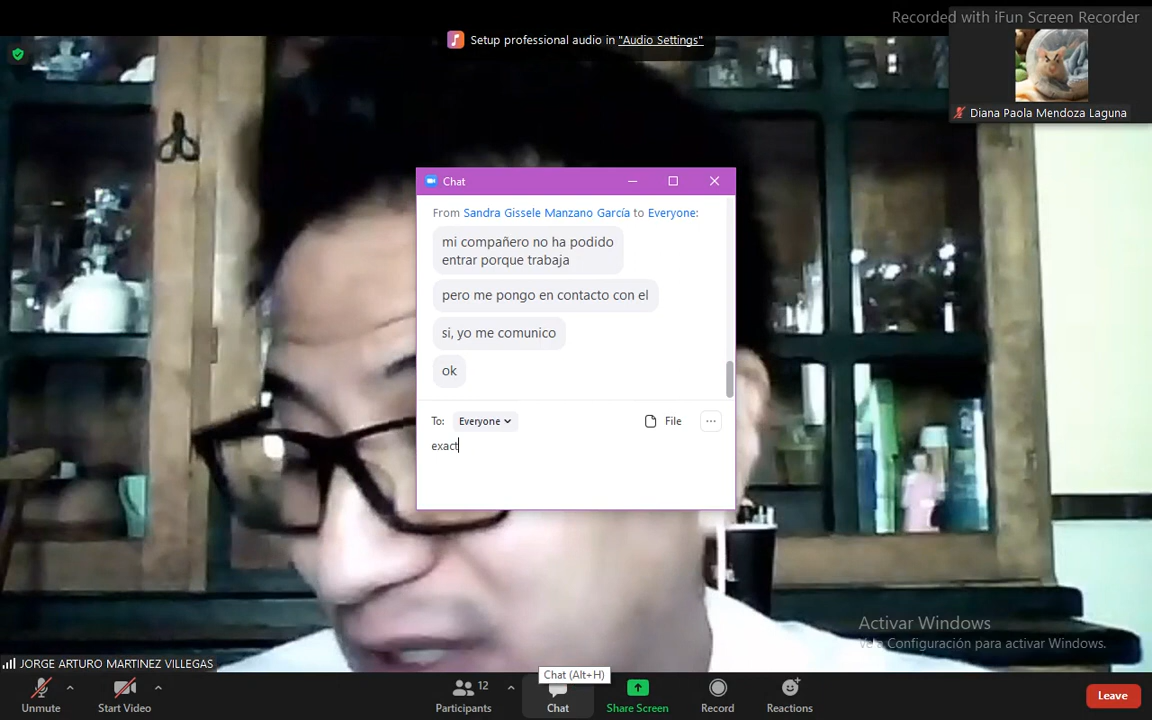 Recorded with iFun Screen Recorder
Setup professional audio in "Audio Settings"
Diana Paola Mendoza Laguna
Chat
From Sandra Gissele Manzano García to Everyone:
mi compañero no ha podido
entrar porque trabaja
pero me pongo en contacto con el
si, yo me comunico
ok
To: Everyone File ...
exact
Activar Windows
Ve a Configuración para activar Windows.
JORGE ARTURO MARTINEZ VILLEGAS
Chat (Alt+H)
12
Unmute Start Video Participants Chat Share Screen Record Reactions Leave